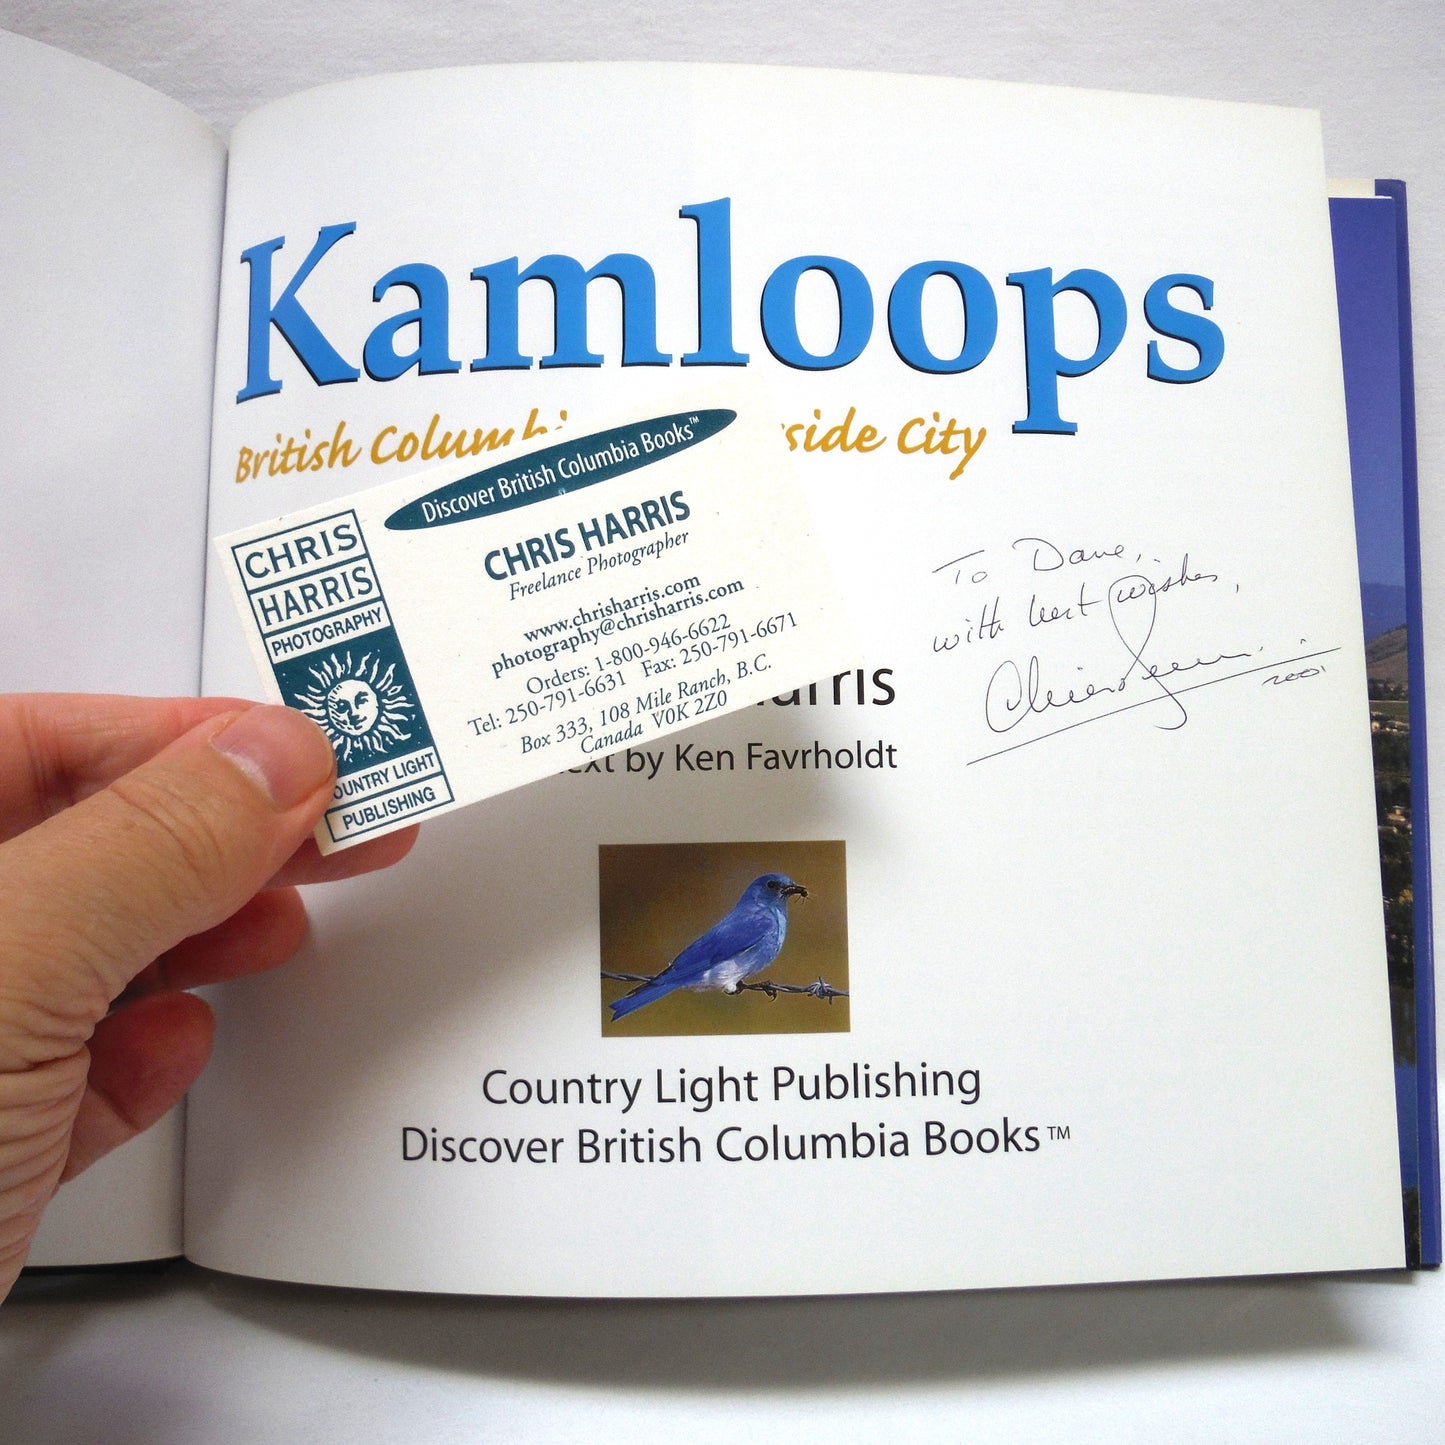 Kamloops
British Columbi
side City
Discover British Columbia Books™
CHRIS HARRIS
Freelance Photographer
www.chrisharris.com
photography@chrisharris.com
Orders: 1-800-946-6622
Tel: 250-791-6631 Fax: 250-791-6671
Box 333, 108 Mile Ranch, B.C.
Canada V0K 2Z0
CHRIS
HARRIS
PHOTOGRAPHY
OUNTRY LIGHT
PUBLISHING
To Dave,
with best wishes,
2001
arris
ext by Ken Favrholdt
Country Light Publishing
Discover British Columbia Books™